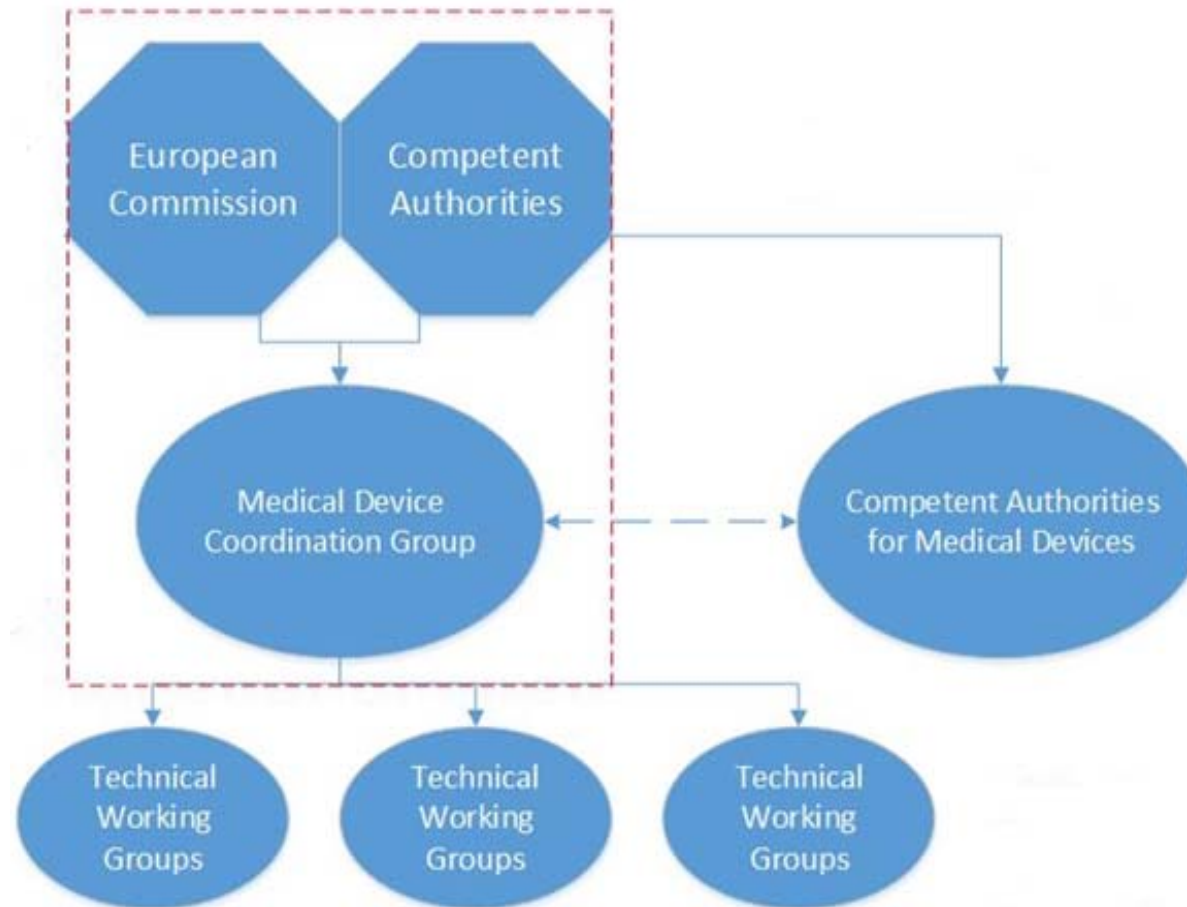 European
Commission
Competent
Authorities
Medical Device
Coordination Group
Competent Authorities
for Medical Devices
Technical
Working
Groups
Technical
Working
Groups
Technical
Working
Groups